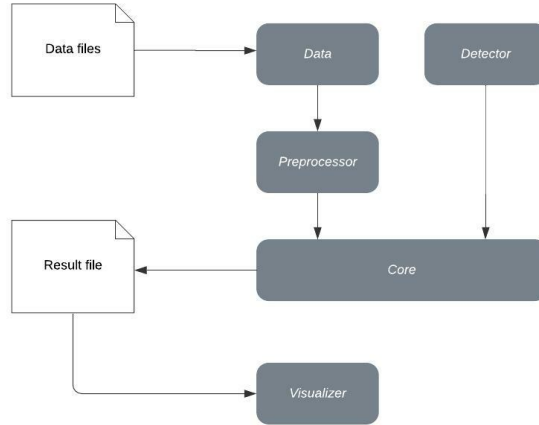 Data files
Data
Detector
Preprocessor
Result file
Core
Visualizer